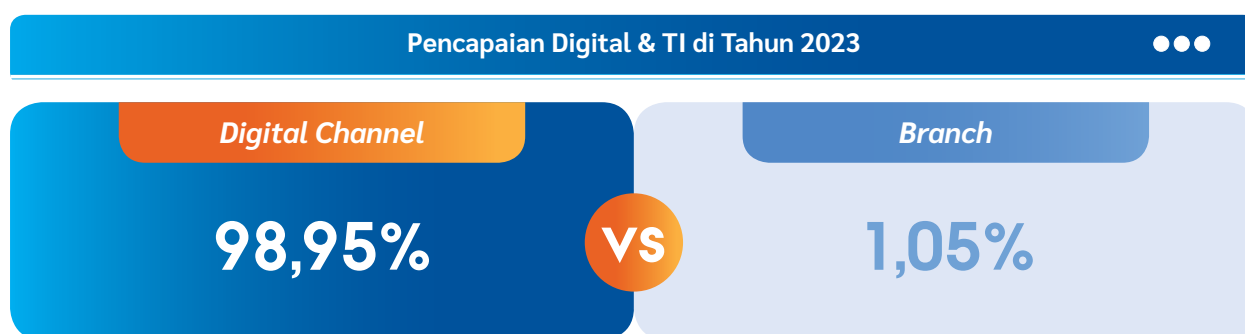 Pencapaian Digital & TI di Tahun 2023
Digital Channel
Branch
98,95%
VS
1,05%